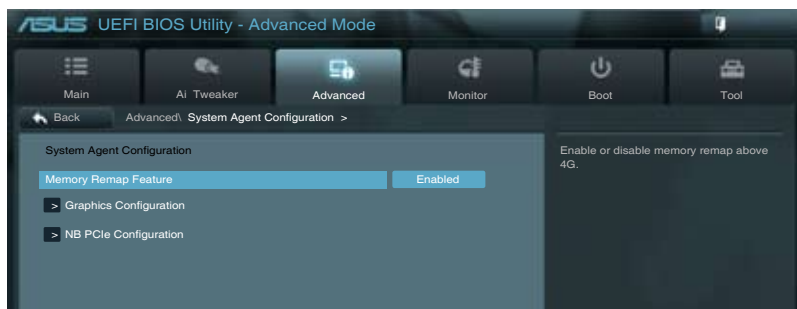 ASUS UEFI BIOS Utility - Advanced Mode
Main Ai Tweaker Advanced Monitor Boot Tool
Back Advanced\ System Agent Configuration >
System Agent Configuration
Memory Remap Feature Enabled
> Graphics Configuration
> NB PCIe Configuration
Enable or disable memory remap above
4G.